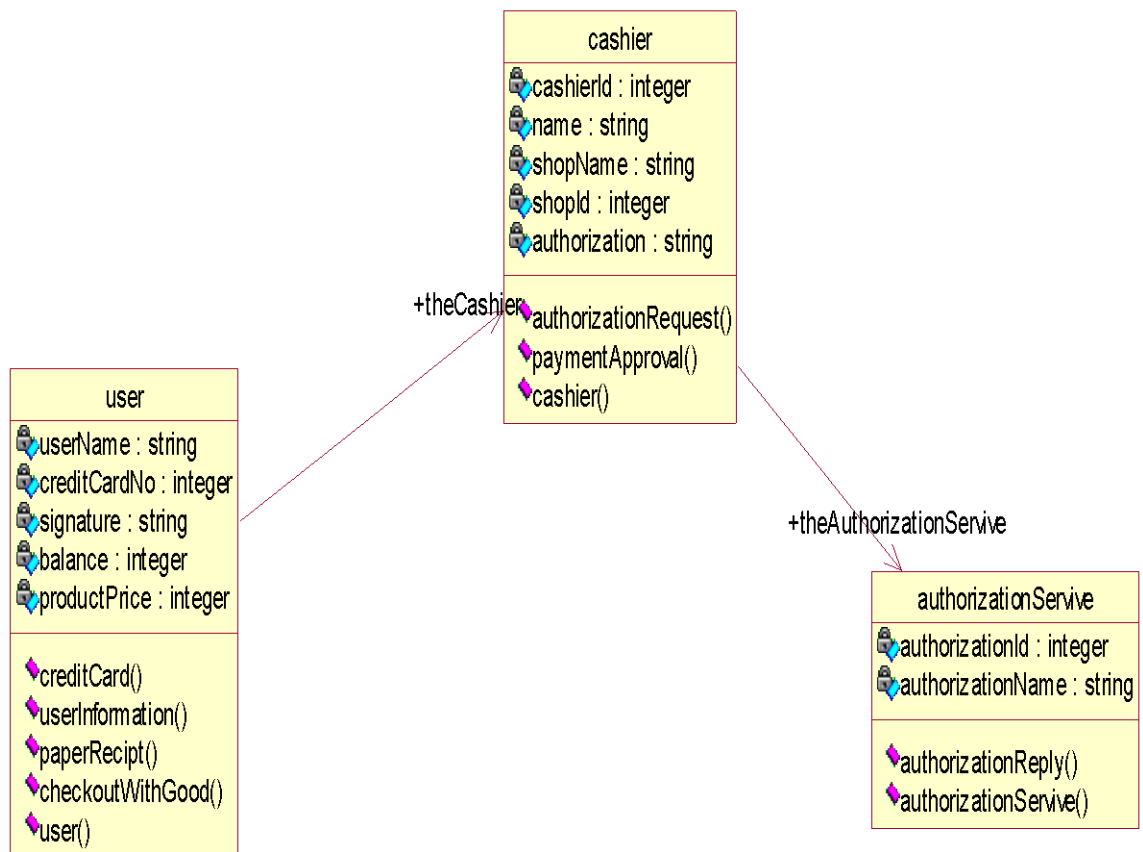 cashier
cashierId : integer
name : string
shopName : string
shopId : integer
authorization : string
authorizationRequest()
paymentApproval()
cashier()
+theCashier
user
userName : string
creditCardNo : integer
signature : string
balance : integer
productPrice : integer
creditCard()
userInformation()
paperRecipt()
checkoutWithGood()
user()
+theAuthorizationServive
authorizationServive
authorizationId : integer
authorizationName : string
authorizationReply()
authorizationServive()